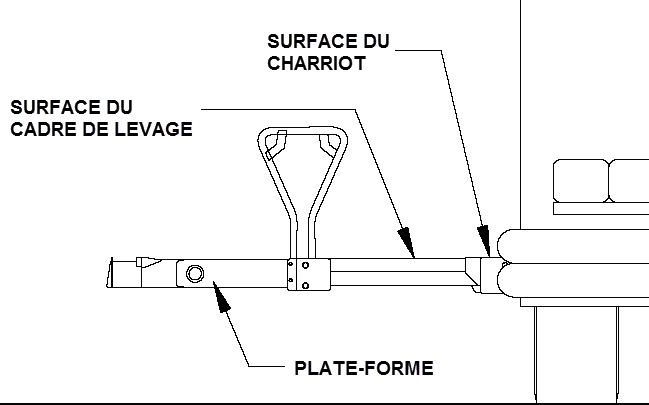 SURFACE DU
CHARRIOT
SURFACE DU
CADRE DE LEVAGE
PLATE-FORME